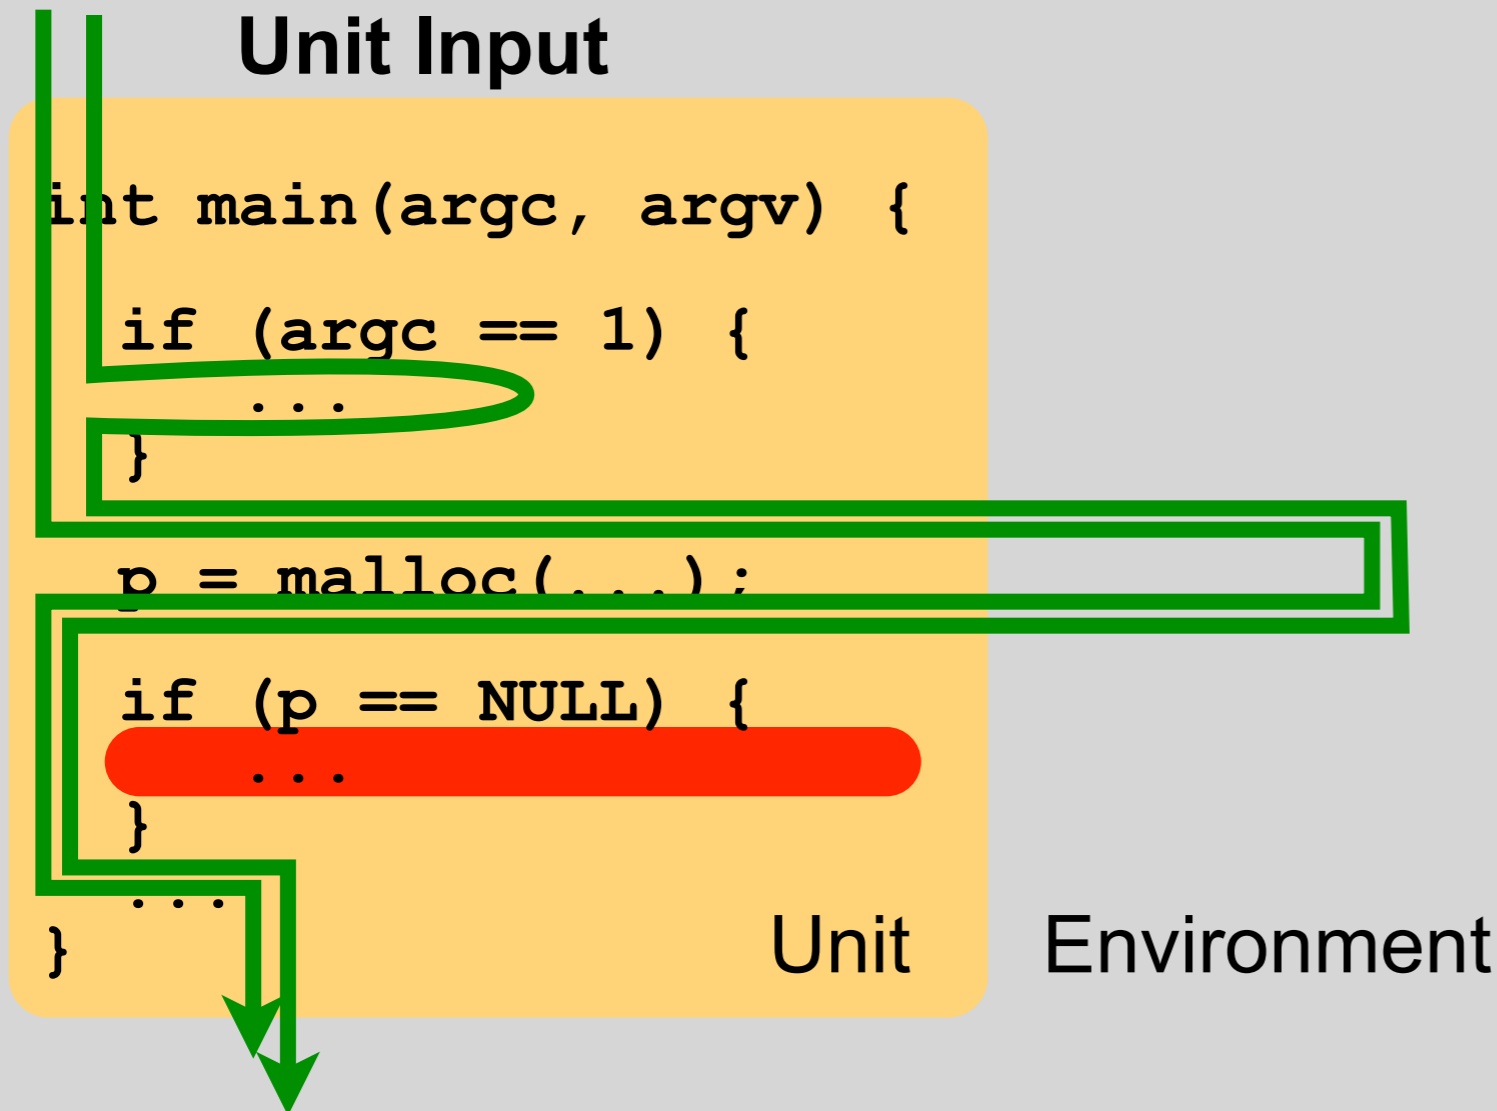 Unit Input
int main(argc, argv) {
if (argc == 1) {
...
}
p = malloc(...);
if (p == NULL) {
...
}
...
}
Unit
Environment